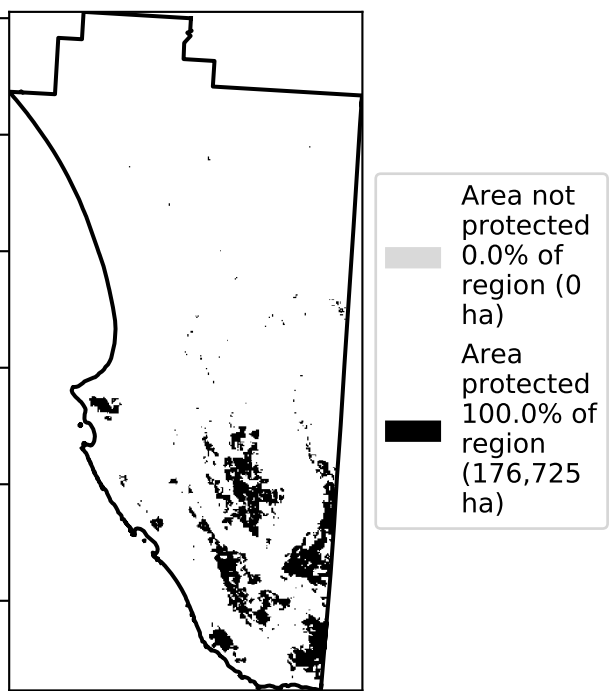 Area not
protected
0.0% of
region (0
ha)
Area
protected
100.0% of
region
(176,725
ha)